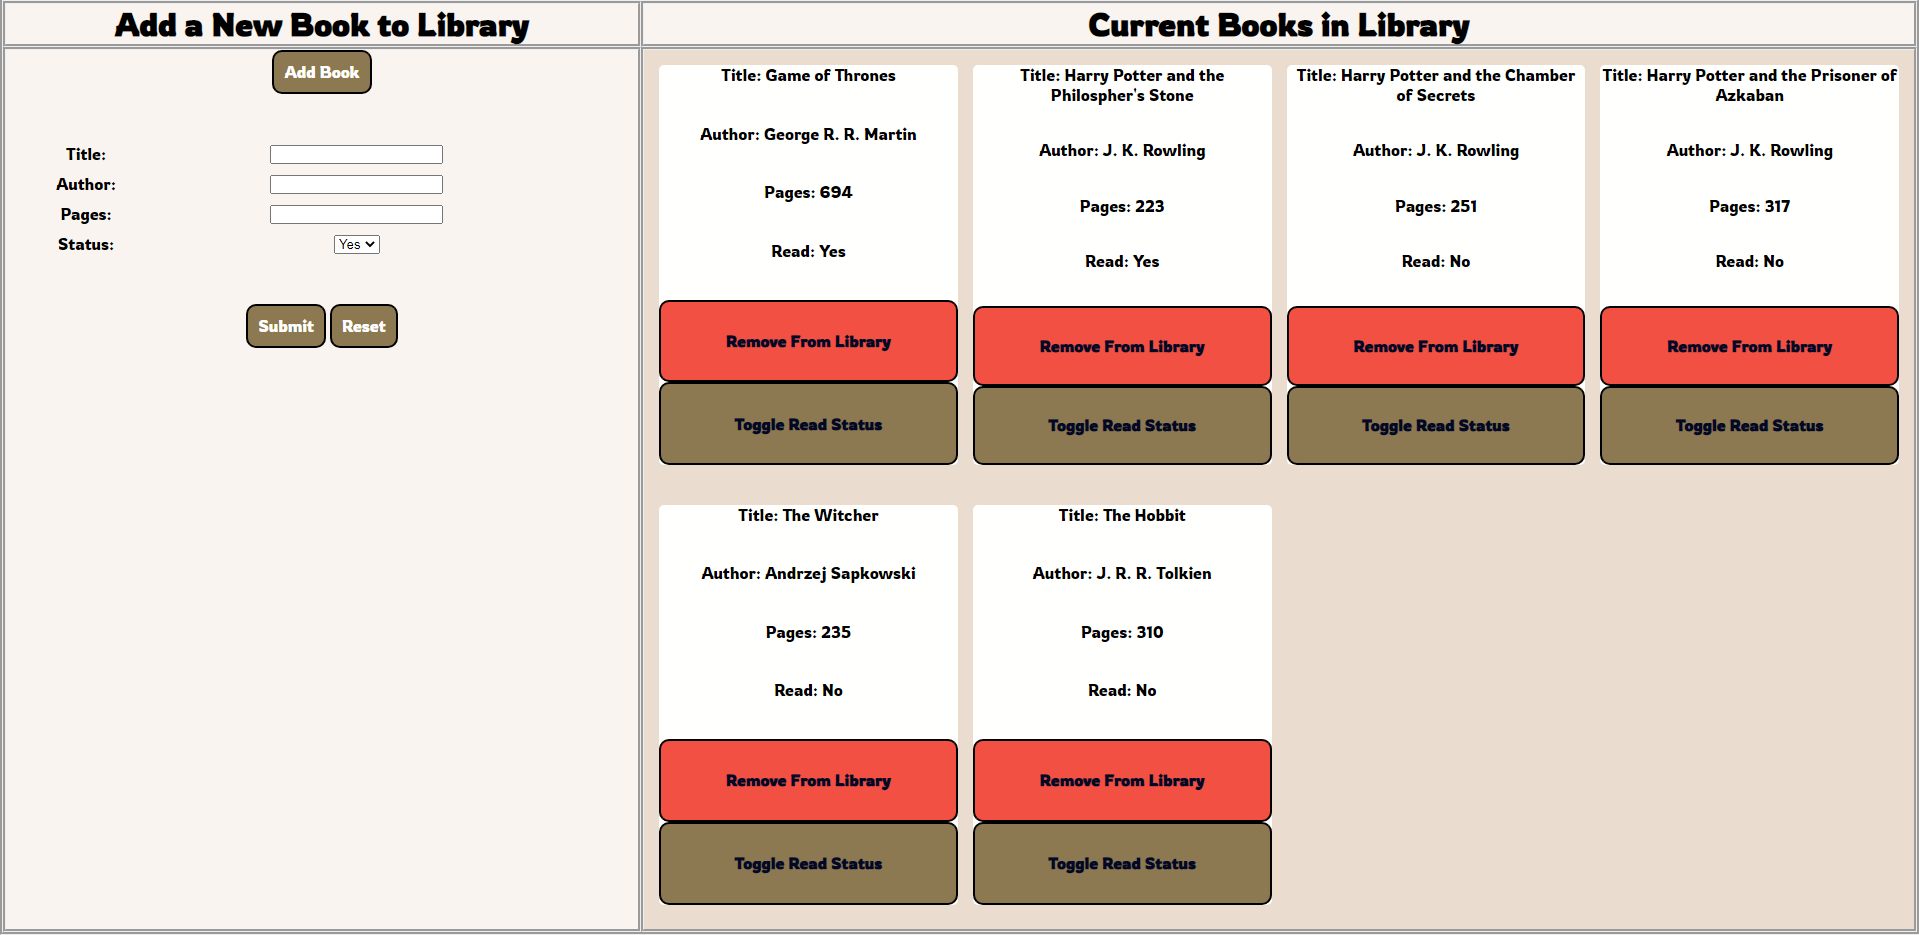 Add a New Book to Library
Add Book
Title:
Author:
Pages:
Status:
Yes
Submit
Reset
Current Books in Library
Title: Game of Thrones
Author: George R. R. Martin
Pages: 694
Read: Yes
Remove From Library
Toggle Read Status
Title: Harry Potter and the
Philospher's Stone
Author: J. K. Rowling
Pages: 223
Read: Yes
Remove From Library
Toggle Read Status
Title: Harry Potter and the Chamber
of Secrets
Author: J. K. Rowling
Pages: 251
Read: No
Remove From Library
Toggle Read Status
Title: Harry Potter and the Prisoner of
Azkaban
Author: J. K. Rowling
Pages: 317
Read: No
Remove From Library
Toggle Read Status
Title: The Witcher
Author: Andrzej Sapkowski
Pages: 235
Read: No
Remove From Library
Toggle Read Status
Title: The Hobbit
Author: J. R. R. Tolkien
Pages: 310
Read: No
Remove From Library
Toggle Read Status